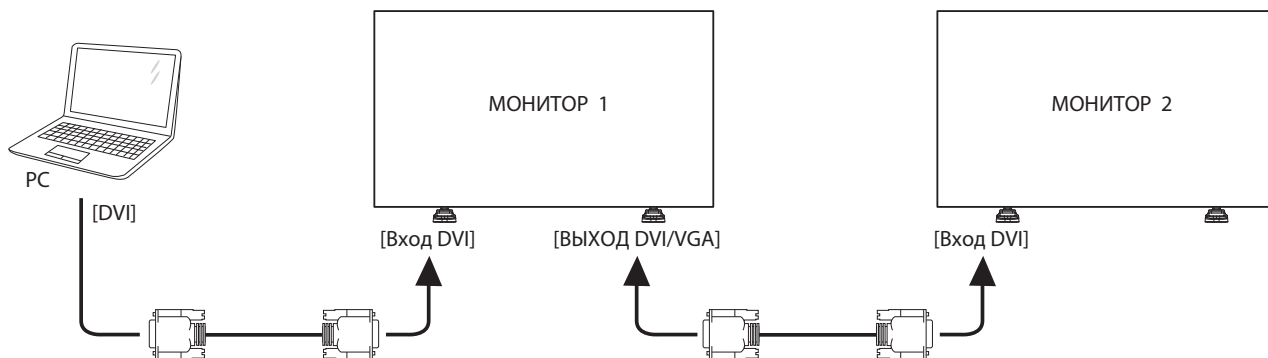 МОНИТОР 1
МОНИТОР 2
PC
[DVI]
[Вход DVI]
[ВЫХОД DVI/VGA]
[Вход DVI]